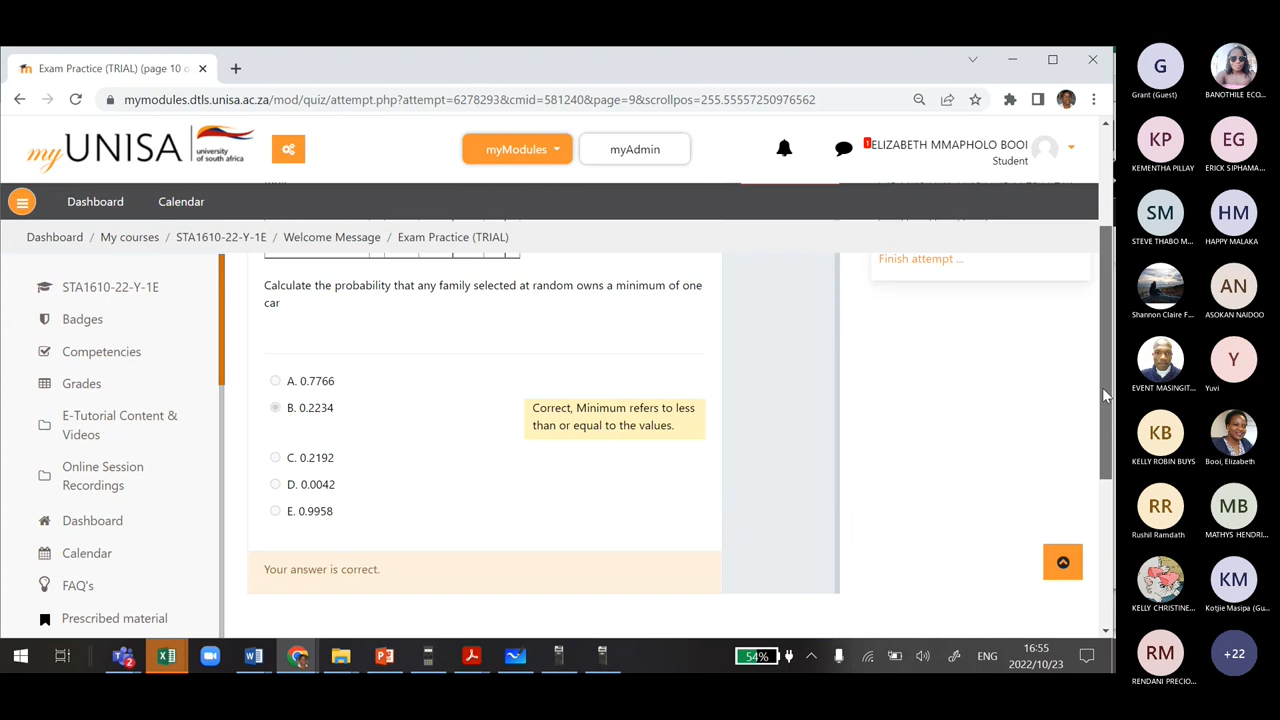 Exam Practice (TRIAL) (page 10 o
mymodules.dtls.unisa.ac.za/mod/quiz/attempt.php?attempt=6278293&cmid=581240&page=9&scrollpos=255.55557250976562
my UNISA
university
of south africa
myModules
myAdmin
1
ELIZABETH MMAPHOLO BOOI
Student
Dashboard
Calendar
Dashboard / My courses / STA1610-22-Y-1E / Welcome Message / Exam Practice (TRIAL)
STA1610-22-Y-1E
Badges
Competencies
Grades
E-Tutorial Content &
Videos
Online Session
Recordings
Dashboard
Calendar
FAQ's
Prescribed material
Calculate the probability that any family selected at random owns a minimum of one
car
A. 0.7766
B. 0.2234
Correct, Minimum refers to less
than or equal to the values.
C. 0.2192
D. 0.0042
E. 0.9958
Your answer is correct.
Finish attempt ...
54%
ENG
16:55
2022/10/23
G
Grant (Guest)
BANOTHILE ECO...
KP
KEMENTHA PILLAY
EG
ERICK SIPHAMA...
SM
STEVE THABO M...
HM
HAPPY MALAKA
Shannon Claire F...
AN
ASOKAN NAIDOO
EVENT MASINGIT...
Y
Yuvi
KB
KELLY ROBIN BUYS
Booi, Elizabeth
RR
Rushil Ramdath
MB
MATHYS HENDRI...
KELLY CHRISTINE...
KM
Kotjie Masipa (Gu...
RM
RENDANI PRECIO...
+22